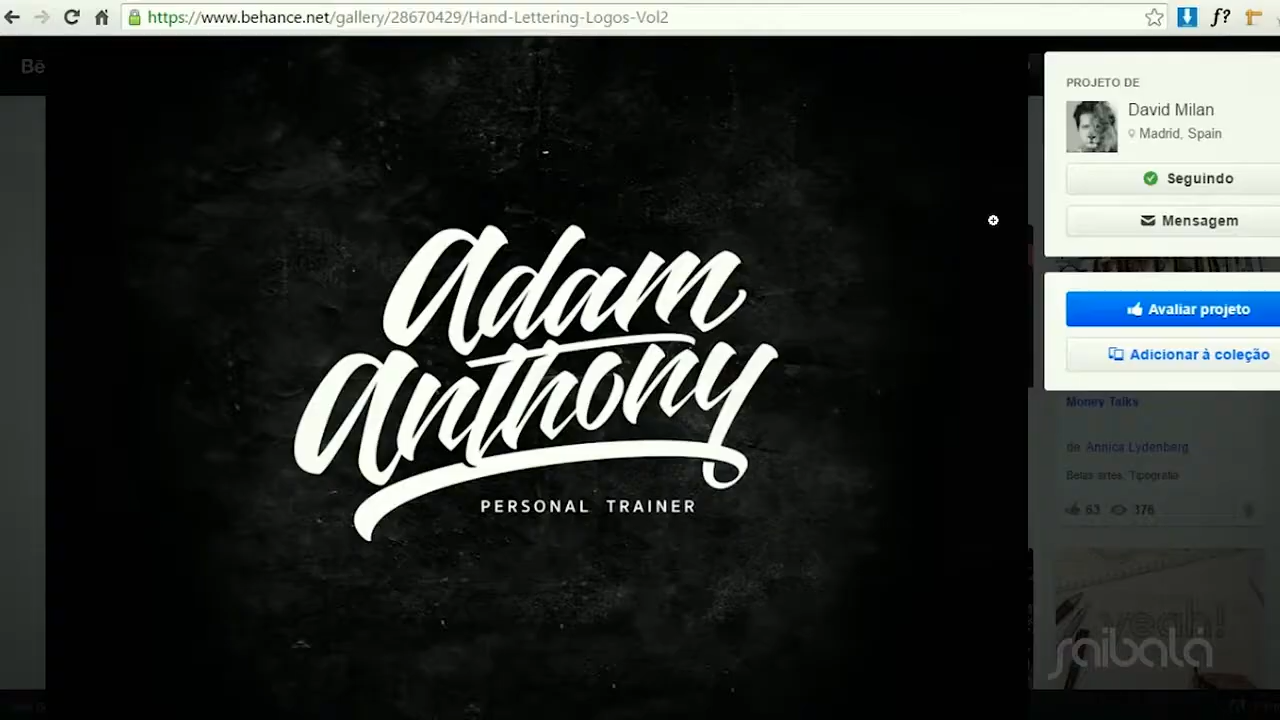 https://www.behance.net/gallery/28670429/Hand-Lettering-Logos-Vol2
f?
Bē
PROJETO DE
David Milan
Madrid, Spain
Seguindo
Mensagem
Avaliar projeto
Adicionar à coleção
Adam
Anthony
PERSONAL TRAINER
Money Talks
de Annica Lydenberg
Belas artes, Tipografia
63 376
yeah!
saibalá